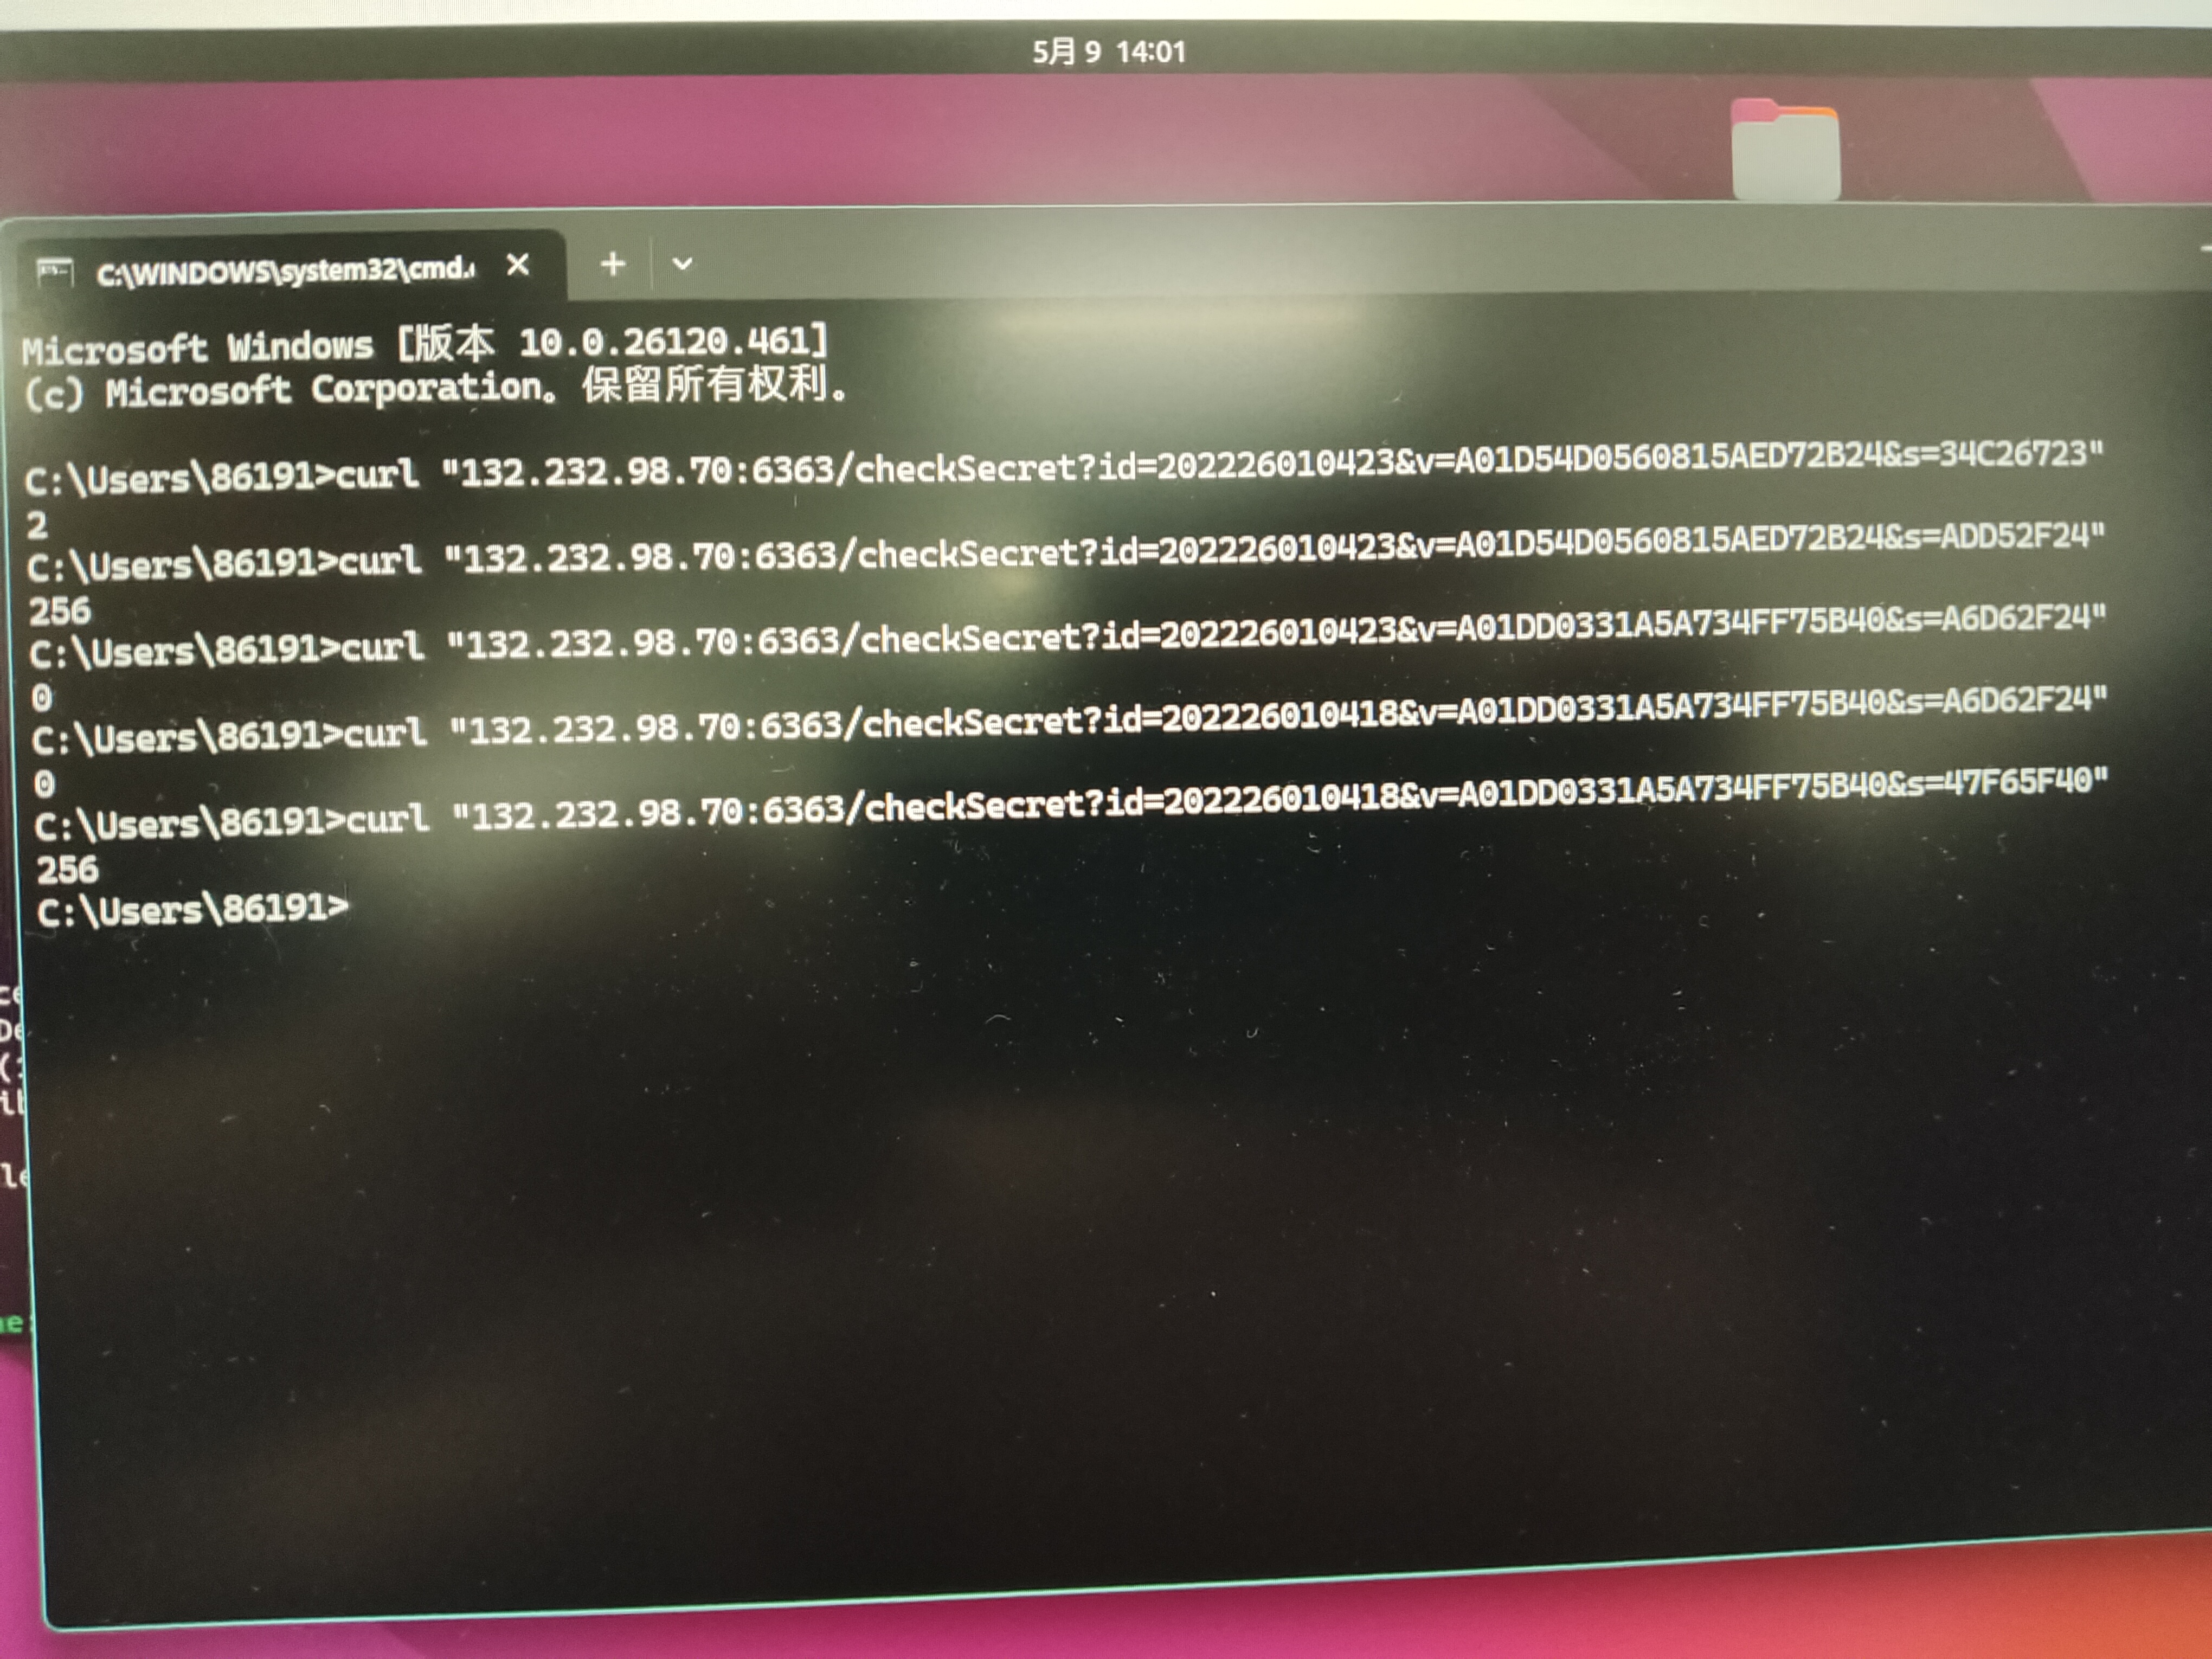 5月 9 14:01
C:\WINDOWS\system32\cmd.
Microsoft Windows [版本 10.0.26120.461]
(c) Microsoft Corporation。保留所有权利。
C:\Users\86191>curl "132.232.98.70:6363/checkSecret?id=202226010423&v=A01D54D0560815AED72B24&s=34C26723"
2
C:\Users\86191>curl "132.232.98.70:6363/checkSecret?id=202226010423&v=A01D54D0560815AED72B24&s=ADD52F24"
256
C:\Users\86191>curl "132.232.98.70:6363/checkSecret?id=202226010423&v=A01DD0331A5A734FF75B40&s=A6D62F24"
0
C:\Users\86191>curl "132.232.98.70:6363/checkSecret?id=202226010418&v=A01DD0331A5A734FF75B40&s=A6D62F24"
0
C:\Users\86191>curl "132.232.98.70:6363/checkSecret?id=202226010418&v=A01DD0331A5A734FF75B40&s=47F65F40"
256
C:\Users\86191>